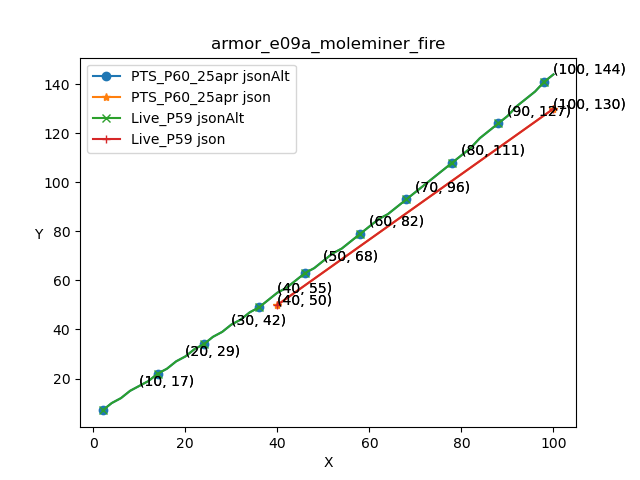 armor_e09a_moleminer_fire
PTS_P60_25apr jsonAlt
PTS_P60_25apr json
Live_P59 jsonAlt
Live_P59 json
(100, 144)
(100, 130)
(90, 127)
(80, 111)
(70, 96)
(60, 82)
(50, 68)
(40, 55)
(40, 50)
(30, 42)
(20, 29)
(10, 17)
140
120
100
80
60
40
20
Y
0 20 40 60 80 100
X